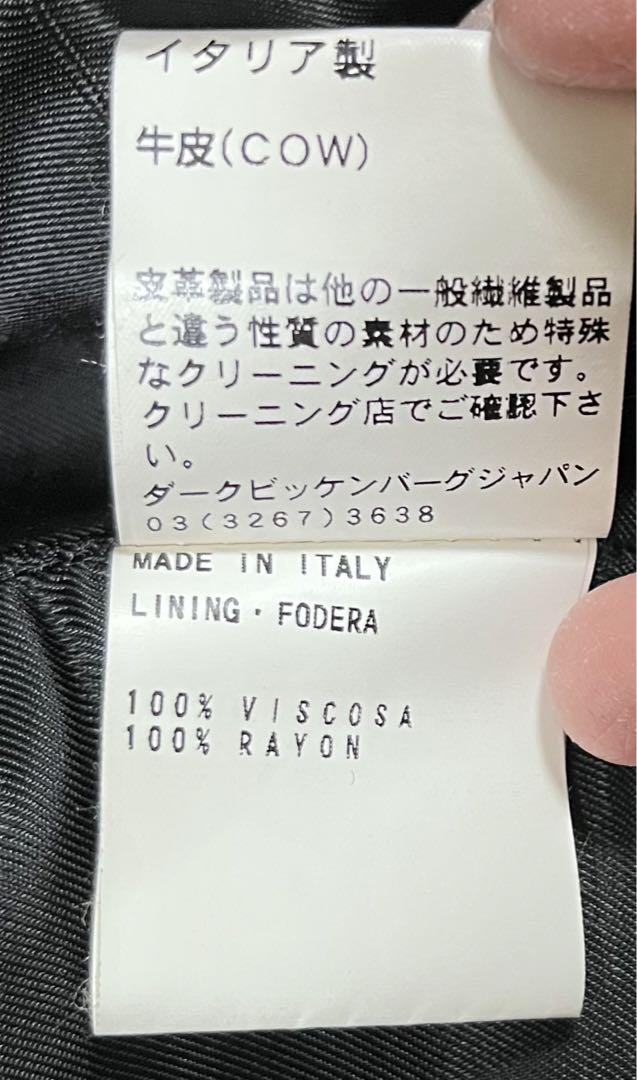 イタリア製
牛皮(COW)
皮革製品は他の一般繊維製品
と違う性質の素材のため特殊
なクリーニングが必要です。
クリーニング店でご確認下さ
い。
ダークビッケンバーグジャパン
03(3267)3638
MADE IN ITALY
LINING・FODERA
100% VISCOSA
100% RAYON